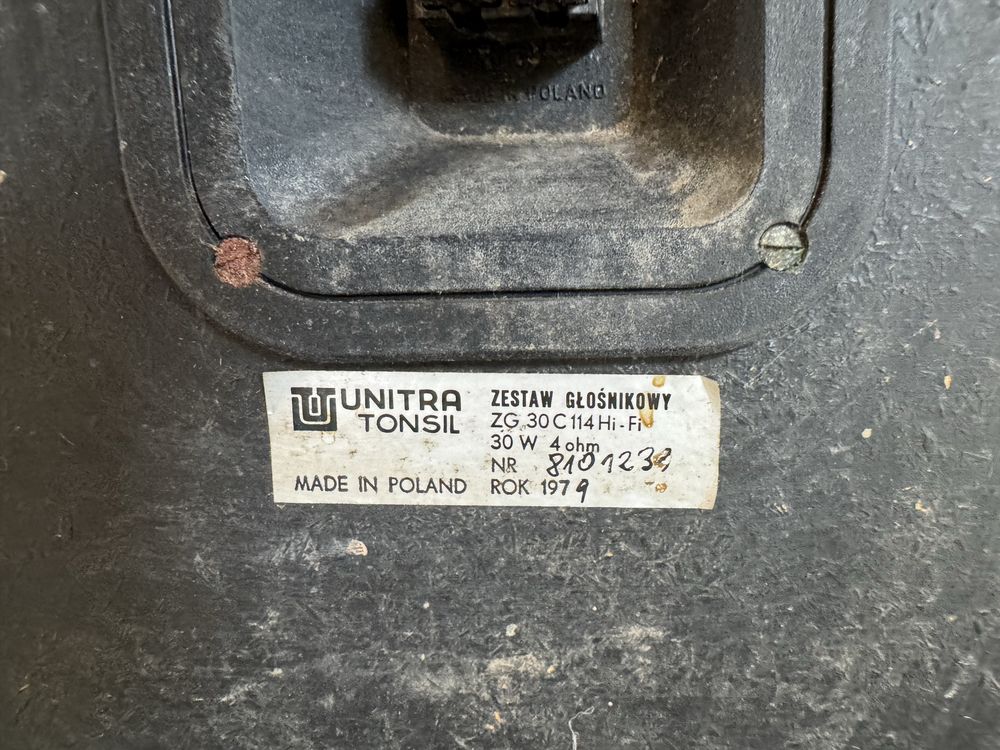 IN POLAND
UNITRA
TONSIL
MADE IN POLAND
ZESTAW GŁOŚNIKOWY
ZG 30 C 114 Hi-Fi
30 W 4 ohm
NR
ROK 1979